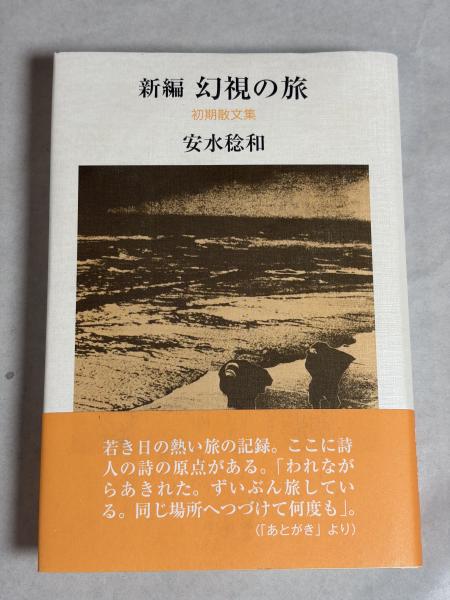 新編 幻視の旅
初期散文集
安水稔和
若き日の熱い旅の記録。ここに詩
人の詩の原点がある。「われなが
らあきれた。ずいぶん旅してい
る。同じ場所へつづけて何度も」。
(「あとがき」より)